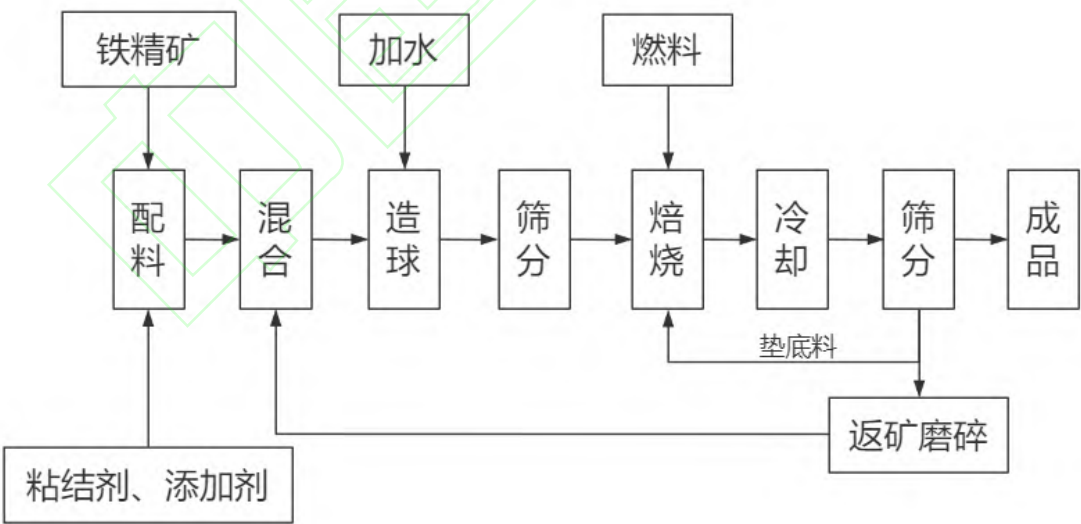 铁精矿
加水
燃料
配料
混合
造球
筛分
焙烧
冷却
筛分
成品
垫底料
返矿磨碎
粘结剂、添加剂